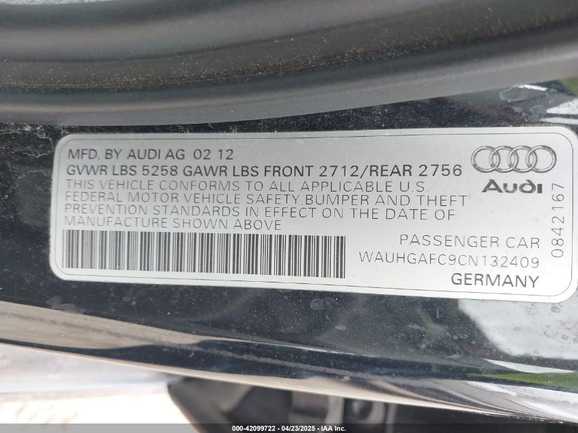 MFD. BY AUDI AG 02 12
GVWR LBS 5258 GAWR LBS FRONT 2712/REAR 2756
THIS VEHICLE CONFORMS TO ALL APPLICABLE U.S
FEDERAL MOTOR VEHICLE SAFETY BUMPER AND THEFT
PREVENTION STANDARDS IN EFFECT ON THE DATE OF
MANUFACTURE SHOWN ABOVE
Audi
0842167
PASSENGER CAR
WAUHGAFC9CN132409
GERMANY
000-42099722 - 04/23/2025 - IAA Inc.